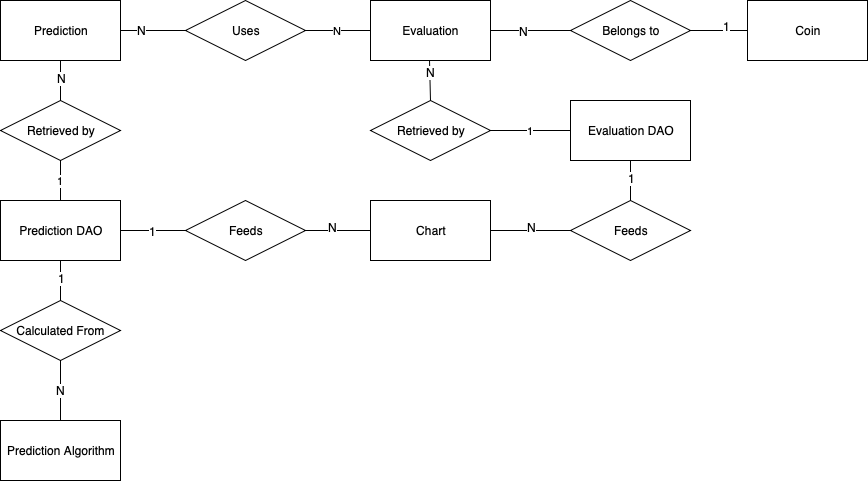 Prediction
N
Uses
N
Evaluation
N
Belongs to
1
Coin
N
N
Retrieved by
Retrieved by
1
Evaluation DAO
1
1
Prediction DAO
1
Feeds
N
Chart
N
Feeds
1
Calculated From
N
Prediction Algorithm